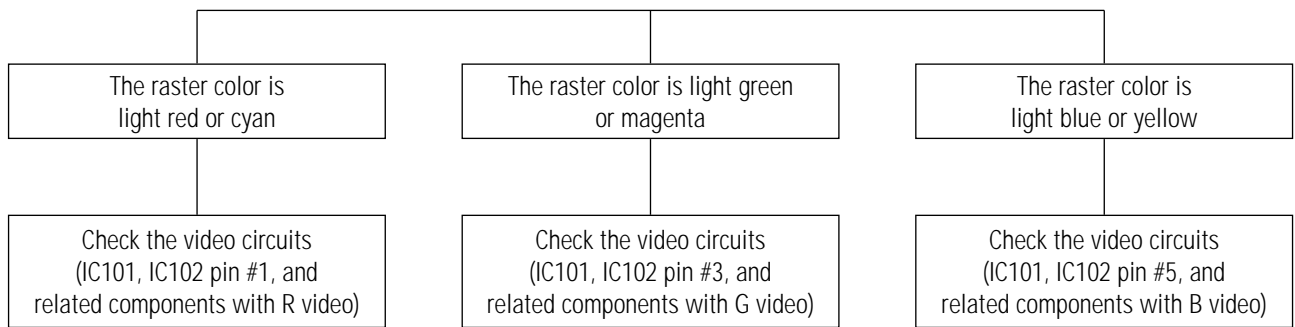 The raster color is
light red or cyan
The raster color is light green
or magenta
The raster color is
light blue or yellow
Check the video circuits
(IC101, IC102 pin #1, and
related components with R video)
Check the video circuits
(IC101, IC102 pin #3, and
related components with G video)
Check the video circuits
(IC101, IC102 pin #5, and
related components with B video)